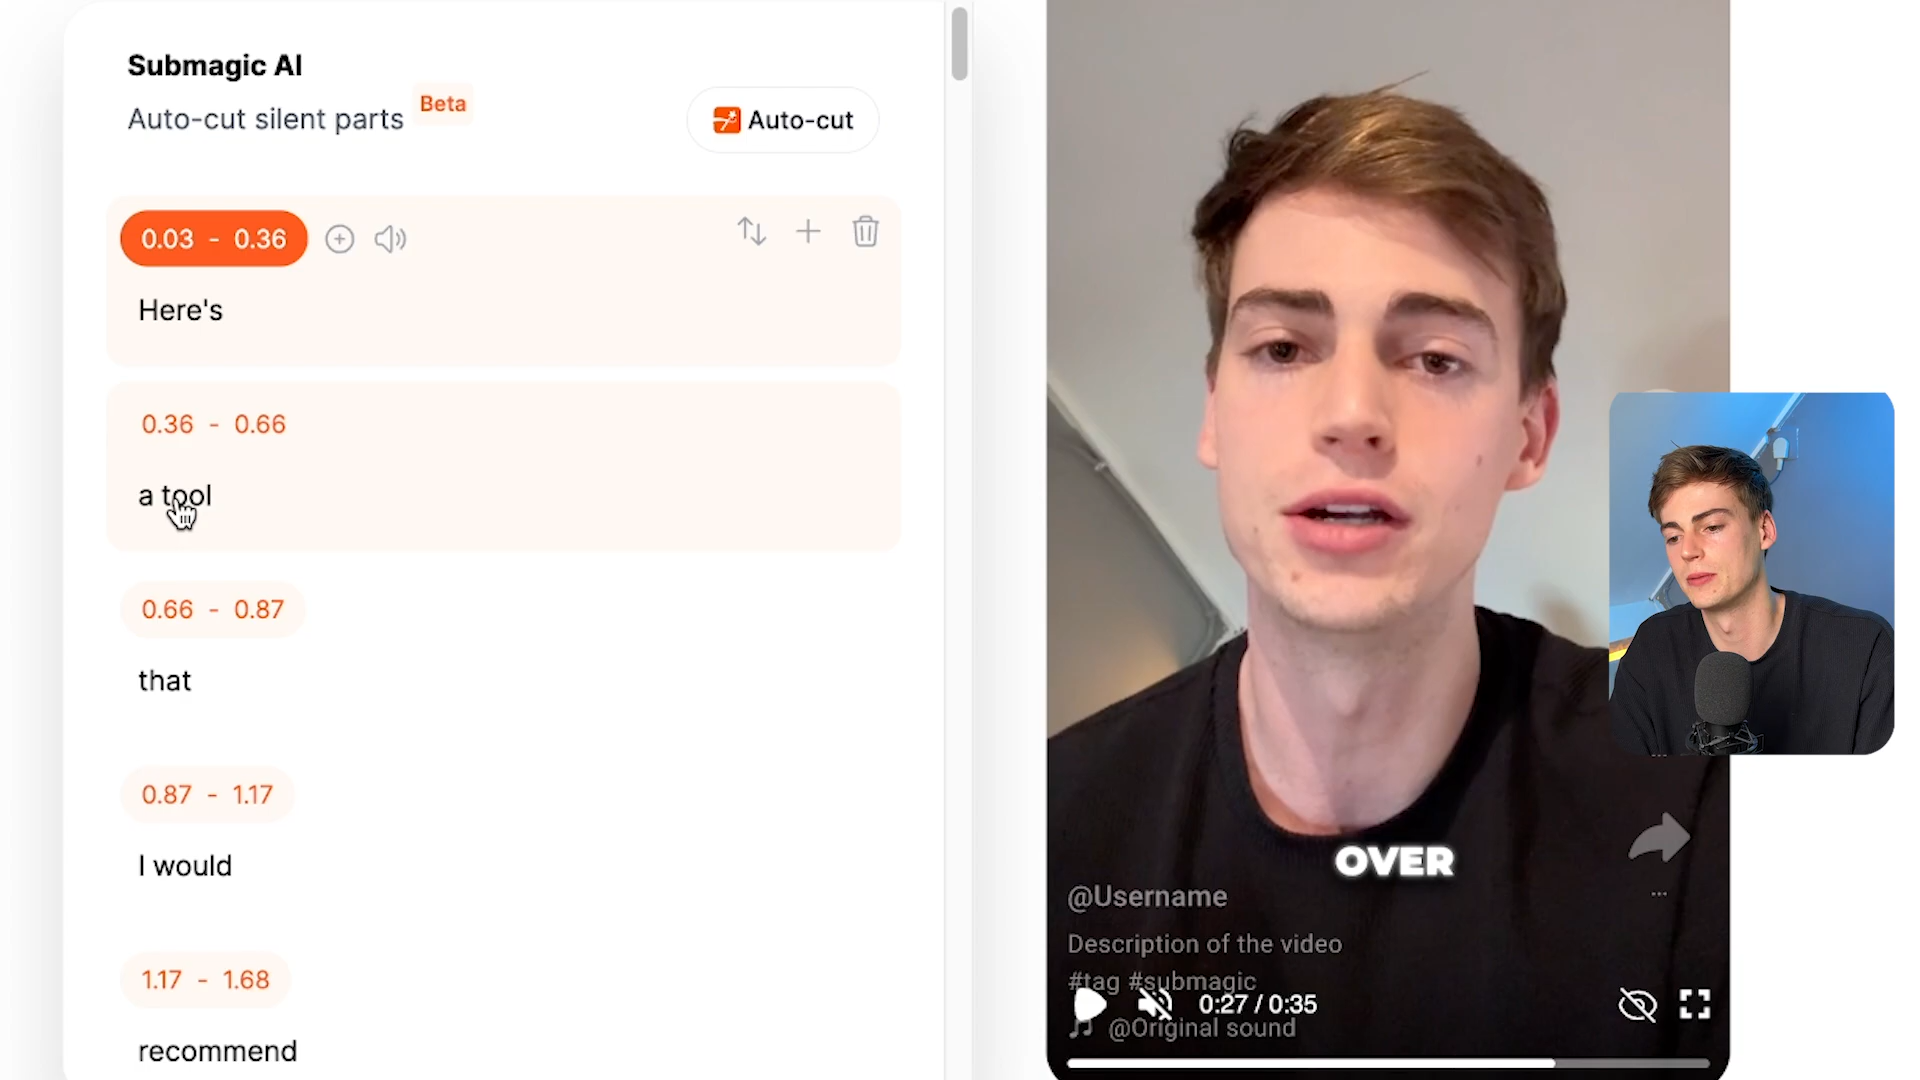 Submagic AI
Auto-cut silent parts Beta
Auto-cut
0.03 - 0.36
Here's
0.36 - 0.66
a tool
0.66 - 0.87
that
0.87 - 1.17
I would
1.17 - 1.68
recommend
OVER
@Username
Description of the video
#tag #submagic
0:27 / 0:35
@Original sound